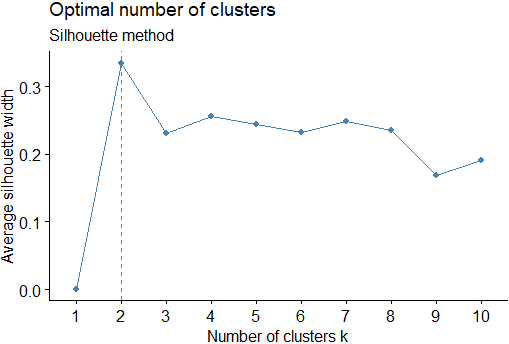 Optimal number of clusters
Silhouette method
Average silhouette width
0.3
0.2
0.1
0.0
1 2 3 4 5 6 7 8 9 10
Number of clusters k